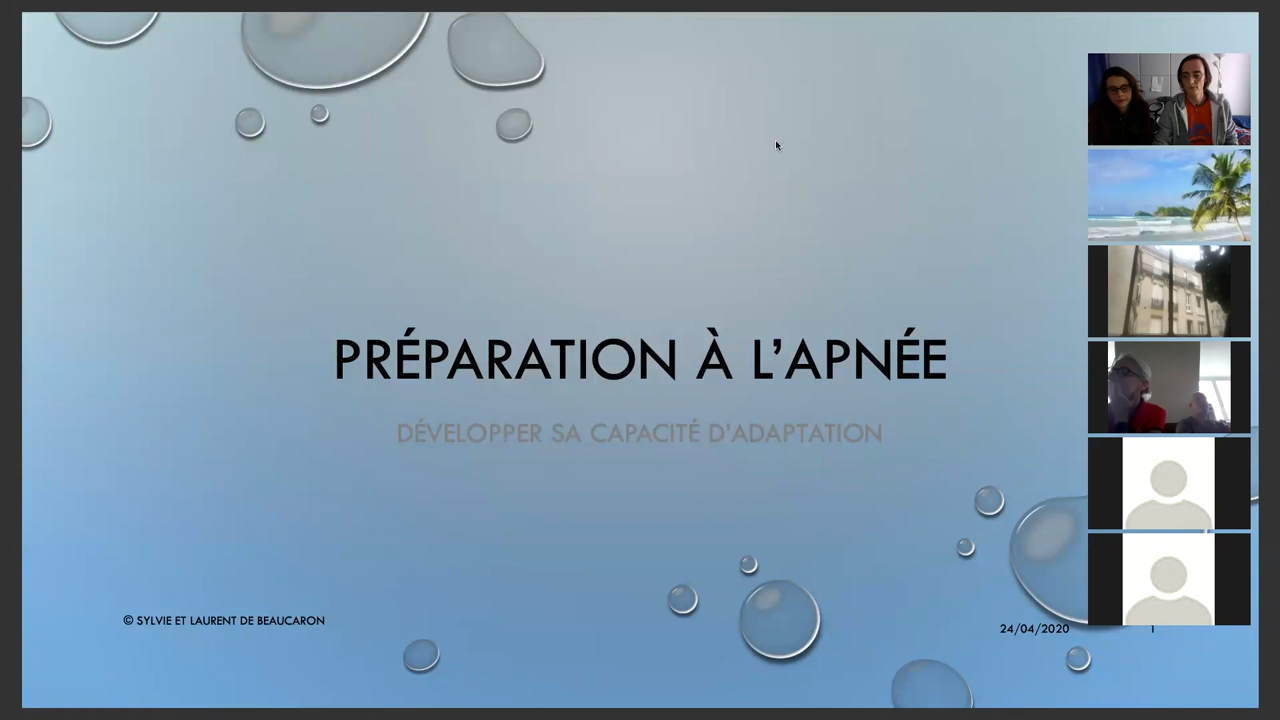 PRÉPARATION À L’APNÉE
DÉVELOPPER SA CAPACITÉ D’ADAPTATION
© SYLVIE ET LAURENT DE BEAUCARON
24/04/2020
1